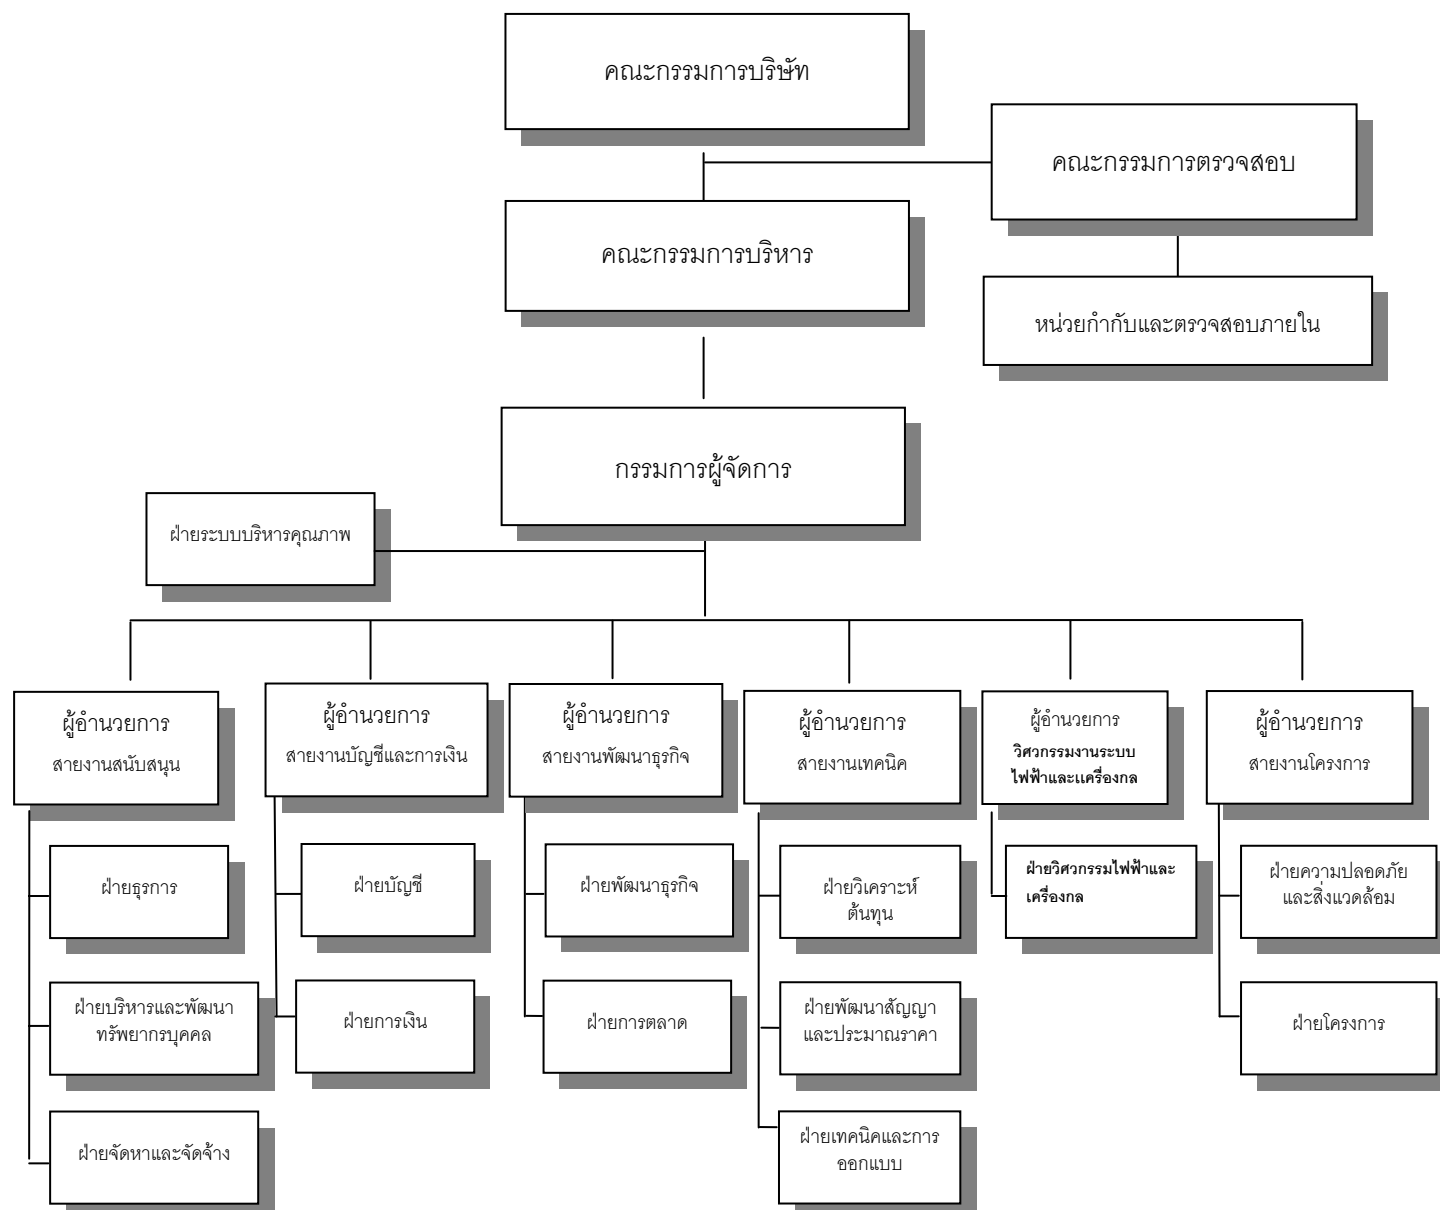 คณะกรรมการบริษัท
คณะกรรมการตรวจสอบ
คณะกรรมการบริหาร
หน่วยกำกับและตรวจสอบภายใน
กรรมการผู้จัดการ
ฝ่ายระบบบริหารคุณภาพ
ผู้อำนวยการ
สายงานสนับสนุน
ผู้อำนวยการ
สายงานบัญชีและการเงิน
ผู้อำนวยการ
สายงานพัฒนาธุรกิจ
ผู้อำนวยการ
สายงานเทคนิค
ผู้อำนวยการ
วิศวกรรมงานระบบ
ไฟฟ้าและเเครื่องกล
ผู้อำนวยการ
สายงานโครงการ
ฝ่ายธุรการ
ฝ่ายบัญชี
ฝ่ายพัฒนาธุรกิจ
ฝ่ายวิเคราะห์
ต้นทุน
ฝ่ายวิศวกรรมไฟฟ้าและ
เครื่องกล
ฝ่ายความปลอดภัย
และสิ่งแวดล้อม
ฝ่ายบริหารและพัฒนา
ทรัพยากรบุคคล
ฝ่ายการเงิน
ฝ่ายการตลาด
ฝ่ายพัฒนาสัญญา
และประมาณราคา
ฝ่ายโครงการ
ฝ่ายจัดหาและจัดจ้าง
ฝ่ายเทคนิคและการ
ออกแบบ